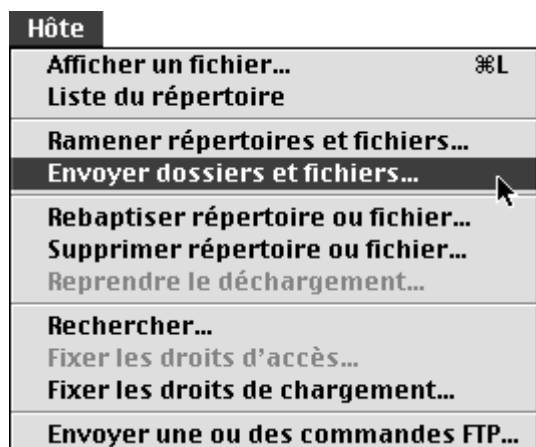 Hôte
Afficher un fichier... ⌘L
Liste du répertoire
Ramener répertoires et fichiers...
Envoyer dossiers et fichiers...
Rebaptiser répertoire ou fichier...
Supprimer répertoire ou fichier...
Reprendre le déchargement...
Rechercher...
Fixer les droits d'accès...
Fixer les droits de chargement...
Envoyer une ou des commandes FTP...